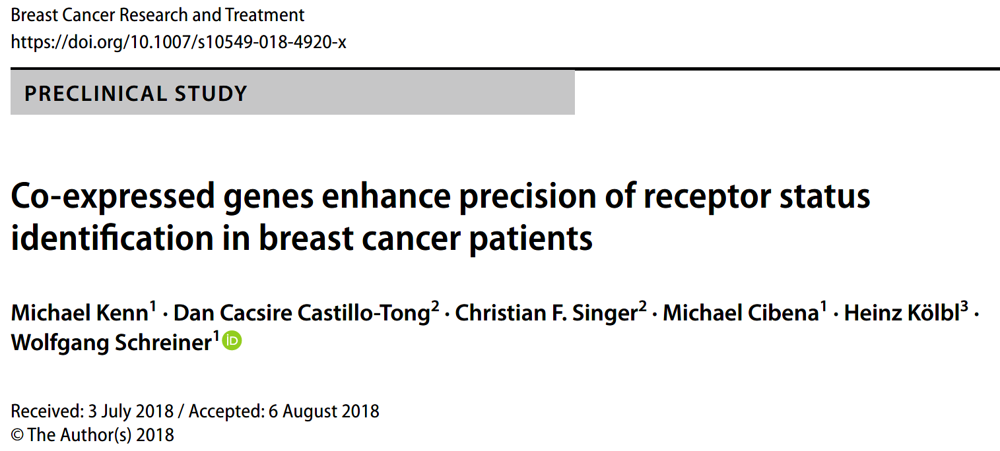 Breast Cancer Research and Treatment
https://doi.org/10.1007/s10549-018-4920-x
PRECLINICAL STUDY
Co-expressed genes enhance precision of receptor status
identification in breast cancer patients
Michael Kenn1 · Dan Cacsire Castillo-Tong2 · Christian F. Singer2 · Michael Cibena1 · Heinz Kölbl3 ·
Wolfgang Schreiner1 iD
Received: 3 July 2018 / Accepted: 6 August 2018
© The Author(s) 2018